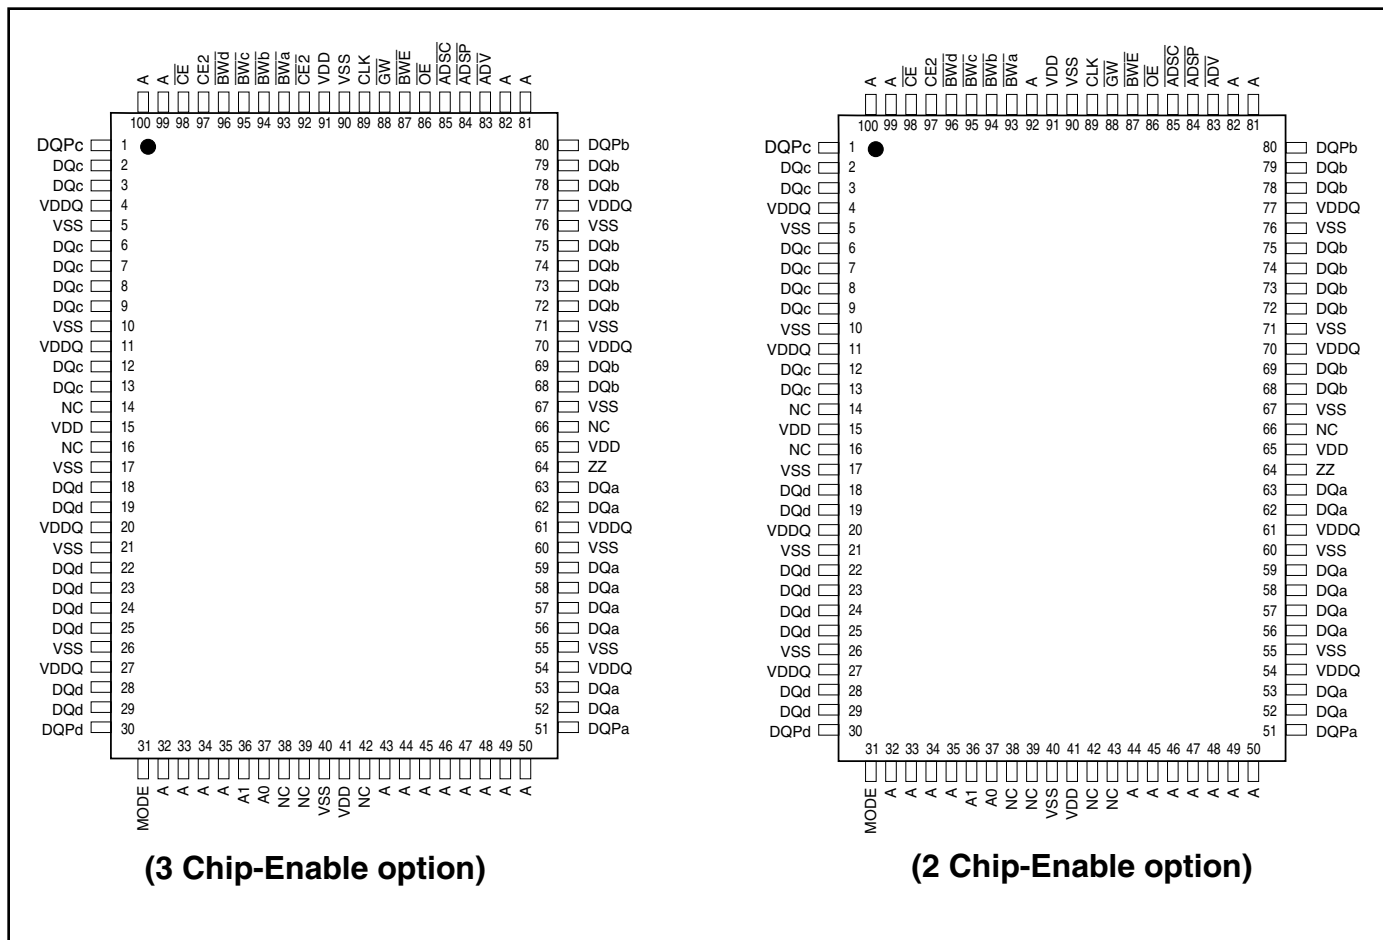 A A CE CE2 BWd BWc BWb BWa CE2 VDD VSS CLK GW BWE OE ADSC ADSP ADV A A
100 99 98 97 96 95 94 93 92 91 90 89 88 87 86 85 84 83 82 81
DQPc 1 80 DQPb
DQc 2 79 DQb
DQc 3 78 DQb
VDDQ 4 77 VDDQ
VSS 5 76 VSS
DQc 6 75 DQb
DQc 7 74 DQb
DQc 8 73 DQb
DQc 9 72 DQb
VSS 10 71 VSS
VDDQ 11 70 VDDQ
DQc 12 69 DQb
DQc 13 68 DQb
NC 14 67 VSS
VDD 15 66 NC
NC 16 65 VDD
VSS 17 64 ZZ
DQd 18 63 DQa
DQd 19 62 DQa
VDDQ 20 61 VDDQ
VSS 21 60 VSS
DQd 22 59 DQa
DQd 23 58 DQa
DQd 24 57 DQa
DQd 25 56 DQa
VSS 26 55 VSS
VDDQ 27 54 VDDQ
DQd 28 53 DQa
DQd 29 52 DQa
DQPd 30 51 DQPa
31 32 33 34 35 36 37 38 39 40 41 42 43 44 45 46 47 48 49 50
MODE A A A A A1 A0 NC NC VSS VDD NC A A A A A A A A
(3 Chip-Enable option)
A A CE CE2 BWd BWc BWb BWa A VDD VSS CLK GW BWE OE ADSC ADSP ADV A A
100 99 98 97 96 95 94 93 92 91 90 89 88 87 86 85 84 83 82 81
DQPc 1 80 DQPb
DQc 2 79 DQb
DQc 3 78 DQb
VDDQ 4 77 VDDQ
VSS 5 76 VSS
DQc 6 75 DQb
DQc 7 74 DQb
DQc 8 73 DQb
DQc 9 72 DQb
VSS 10 71 VSS
VDDQ 11 70 VDDQ
DQc 12 69 DQb
DQc 13 68 DQb
NC 14 67 VSS
VDD 15 66 NC
NC 16 65 VDD
VSS 17 64 ZZ
DQd 18 63 DQa
DQd 19 62 DQa
VDDQ 20 61 VDDQ
VSS 21 60 VSS
DQd 22 59 DQa
DQd 23 58 DQa
DQd 24 57 DQa
DQd 25 56 DQa
VSS 26 55 VSS
VDDQ 27 54 VDDQ
DQd 28 53 DQa
DQd 29 52 DQa
DQPd 30 51 DQPa
31 32 33 34 35 36 37 38 39 40 41 42 43 44 45 46 47 48 49 50
MODE A A A A A1 A0 NC NC VSS VDD NC NC A A A A A A A
(2 Chip-Enable option)